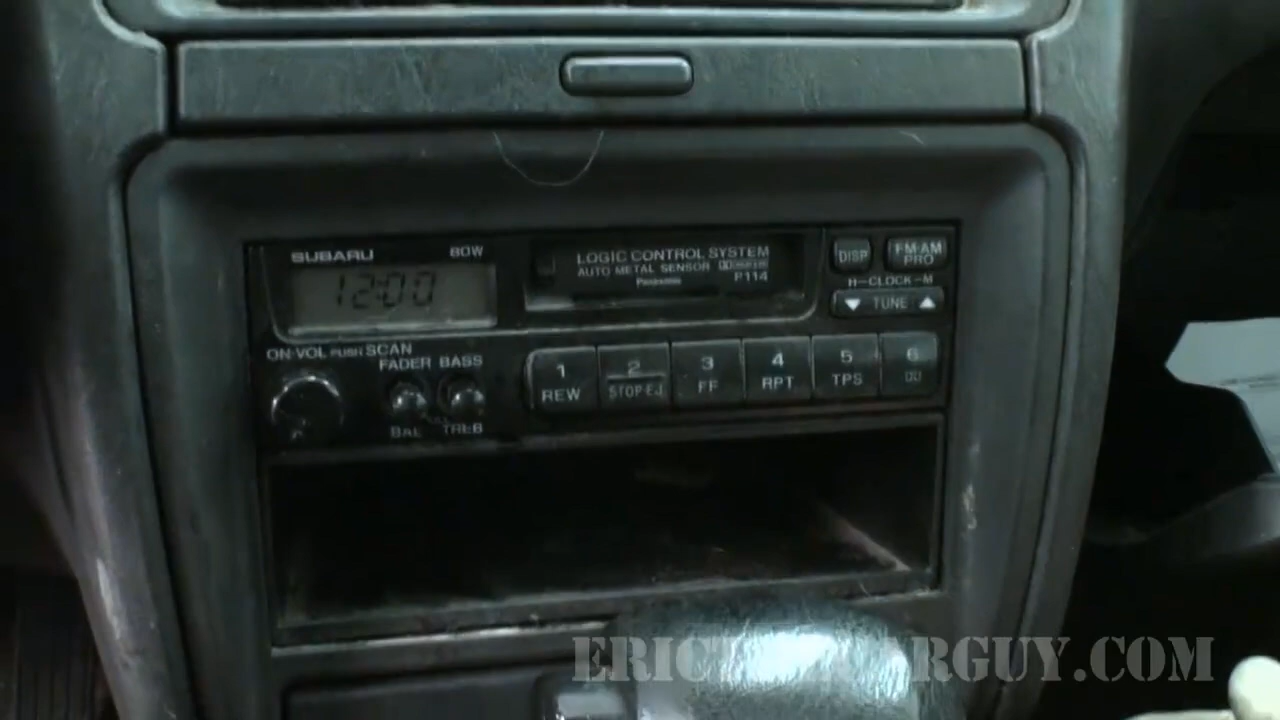 SUBARU 80W
12:00
LOGIC CONTROL SYSTEM
AUTO METAL SENSOR
Panasonic P114
DISP FM·AM
PRO
H-CLOCK-M
TUNE
ON·VOL PUSH SCAN
FADER BASS
BAL TREB
1 2 3 4 5 6
REW STOP·EJ FF RPT TPS
ERICTHECARGUY.COM